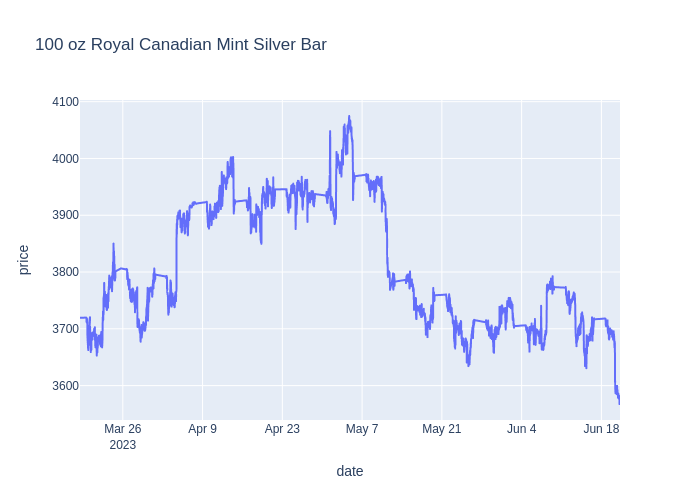 100 oz Royal Canadian Mint Silver Bar
4100
4000
3900
3800
3700
3600
price
Mar 26
2023
Apr 9
Apr 23
May 7
May 21
Jun 4
Jun 18
date